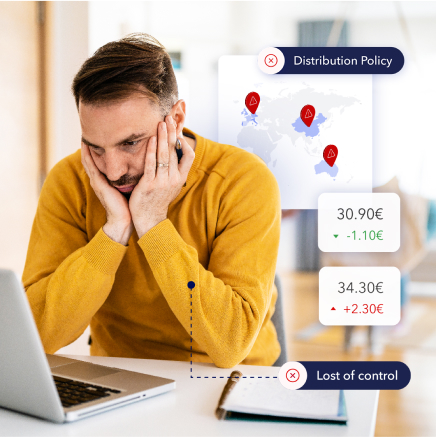 Distribution Policy
30.90€
-1.10€
34.30€
+2.30€
Lost of control